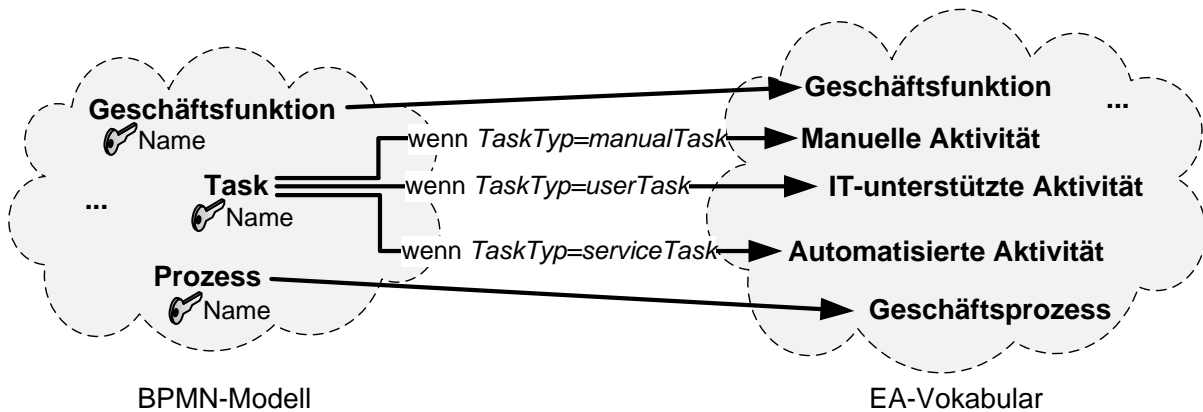 Geschäftsfunktion
Name
Task
Name
...
Prozess
Name
BPMN-Modell
wenn TaskTyp=manualTask
wenn TaskTyp=userTask
wenn TaskTyp=serviceTask
Geschäftsfunktion
...
Manuelle Aktivität
IT-unterstützte Aktivität
Automatisierte Aktivität
Geschäftsprozess
EA-Vokabular